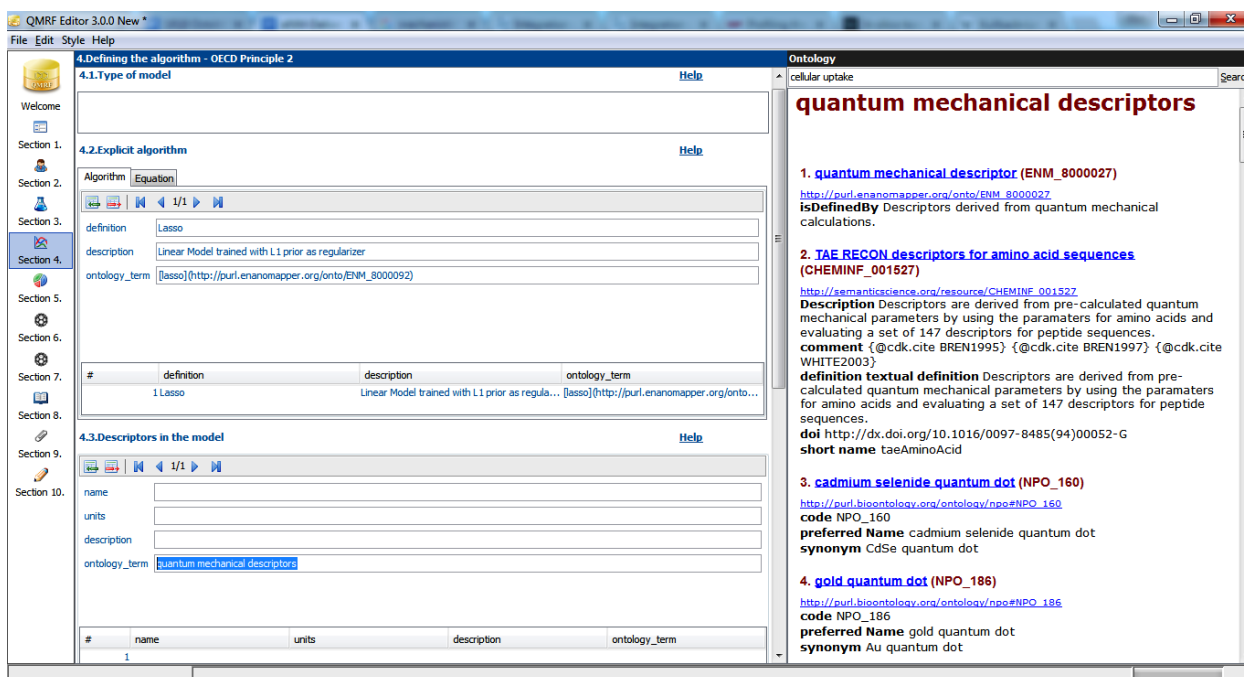 QMRF Editor 3.0.0 New *
File Edit Style Help
QMRF
Welcome
Section 1.
Section 2.
Section 3.
Section 4.
Section 5.
Section 6.
Section 7.
Section 8.
Section 9.
Section 10.
4.Defining the algorithm - OECD Principle 2
4.1.Type of model Help
4.2.Explicit algorithm Help
Algorithm Equation
1/1
definition Lasso
description Linear Model trained with L1 prior as regularizer
ontology_term [lasso](http://purl.enanomapper.org/onto/ENM_8000092)
# definition description ontology_term
1 Lasso Linear Model trained with L1 prior as regula... [lasso](http://purl.enanomapper.org/onto...
4.3.Descriptors in the model Help
1/1
name
units
description
ontology_term quantum mechanical descriptors
# name units description ontology_term
1
Ontology
cellular uptake Searc
quantum mechanical descriptors
1. quantum mechanical descriptor (ENM_8000027)
http://purl.enanomapper.org/onto/ENM_8000027
isDefinedBy Descriptors derived from quantum mechanical
calculations.
2. TAE RECON descriptors for amino acid sequences
(CHEMINF_001527)
http://semanticscience.org/resource/CHEMINF_001527
Description Descriptors are derived from pre-calculated quantum
mechanical parameters by using the paramaters for amino acids and
evaluating a set of 147 descriptors for peptide sequences.
comment {@cdk.cite BREN1995} {@cdk.cite BREN1997} {@cdk.cite
WHITE2003}
definition textual definition Descriptors are derived from pre-
calculated quantum mechanical parameters by using the paramaters
for amino acids and evaluating a set of 147 descriptors for peptide
sequences.
doi http://dx.doi.org/10.1016/0097-8485(94)00052-G
short name taeAminoAcid
3. cadmium selenide quantum dot (NPO_160)
http://purl.bioontology.org/ontology/npo#NPO_160
code NPO_160
preferred Name cadmium selenide quantum dot
synonym CdSe quantum dot
4. gold quantum dot (NPO_186)
http://purl.bioontology.org/ontology/npo#NPO_186
code NPO_186
preferred Name gold quantum dot
synonym Au quantum dot